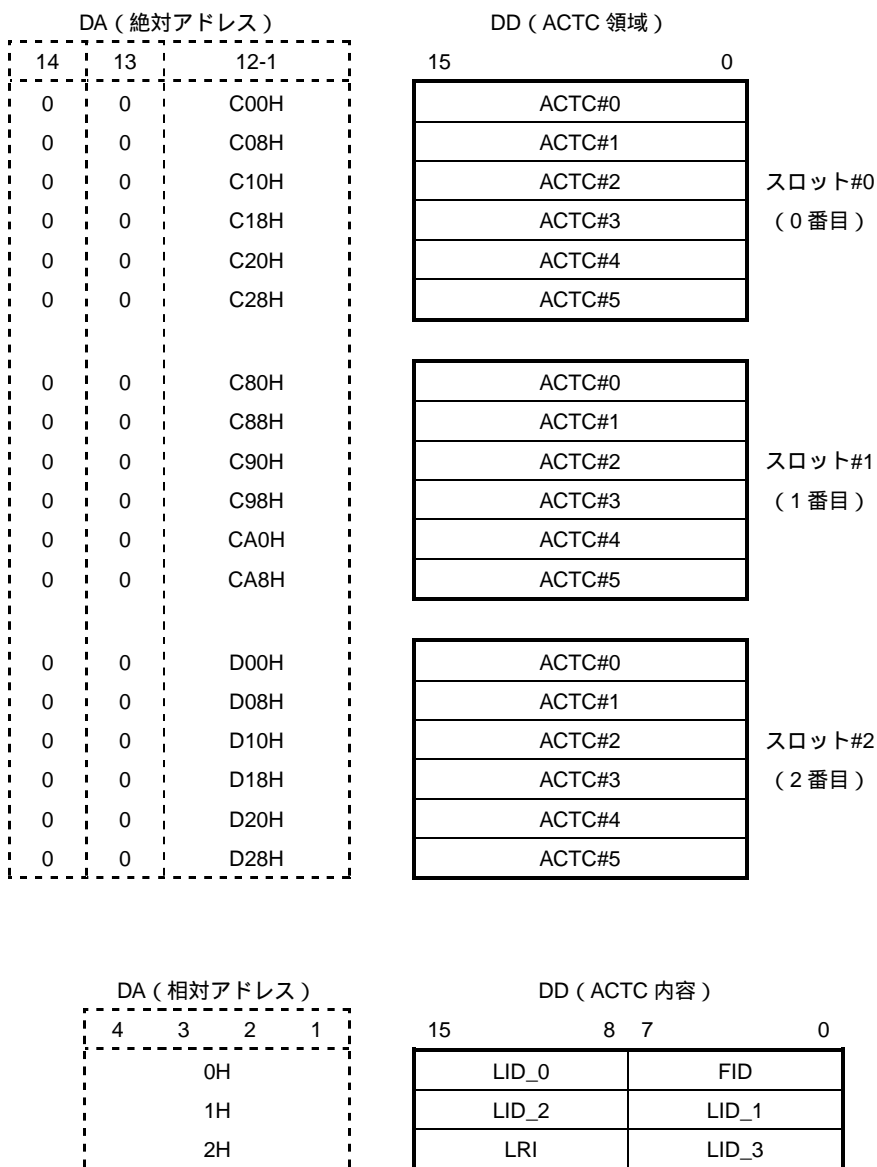 DA ( 絶対アドレス ) DD ( ACTC 領域 )
14 13 12-1 15 0
0 0 C00H ACTC#0
0 0 C08H ACTC#1
0 0 C10H ACTC#2 スロット#0
0 0 C18H ACTC#3 ( 0 番目 )
0 0 C20H ACTC#4
0 0 C28H ACTC#5
0 0 C80H ACTC#0
0 0 C88H ACTC#1
0 0 C90H ACTC#2 スロット#1
0 0 C98H ACTC#3 ( 1 番目 )
0 0 CA0H ACTC#4
0 0 CA8H ACTC#5
0 0 D00H ACTC#0
0 0 D08H ACTC#1
0 0 D10H ACTC#2 スロット#2
0 0 D18H ACTC#3 ( 2 番目 )
0 0 D20H ACTC#4
0 0 D28H ACTC#5
DA ( 相対アドレス ) DD ( ACTC 内容 )
4 3 2 1 15 8 7 0
0H LID_0 FID
1H LID_2 LID_1
2H LRI LID_3